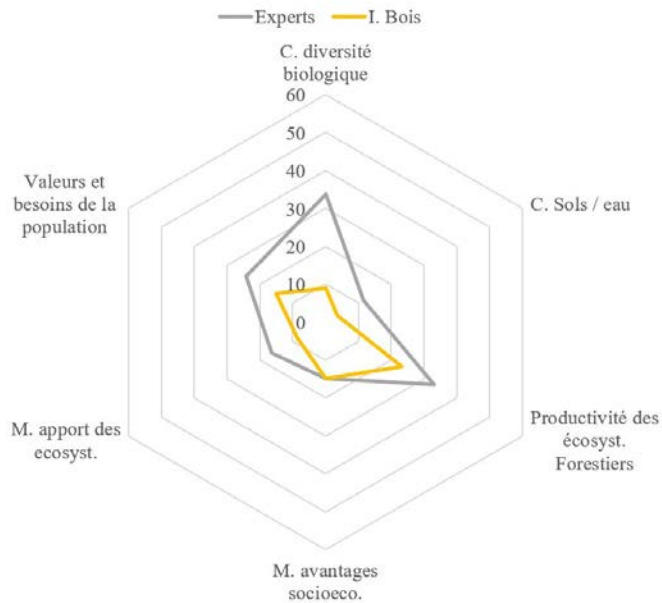 Experts I. Bois
C. diversité
biologique
60
50
40
30
20
10
0
Valeurs et
besoins de la
population
C. Sols / eau
M. apport des
ecosyst.
Productivité des
écosyst.
Forestiers
M. avantages
socioeco.